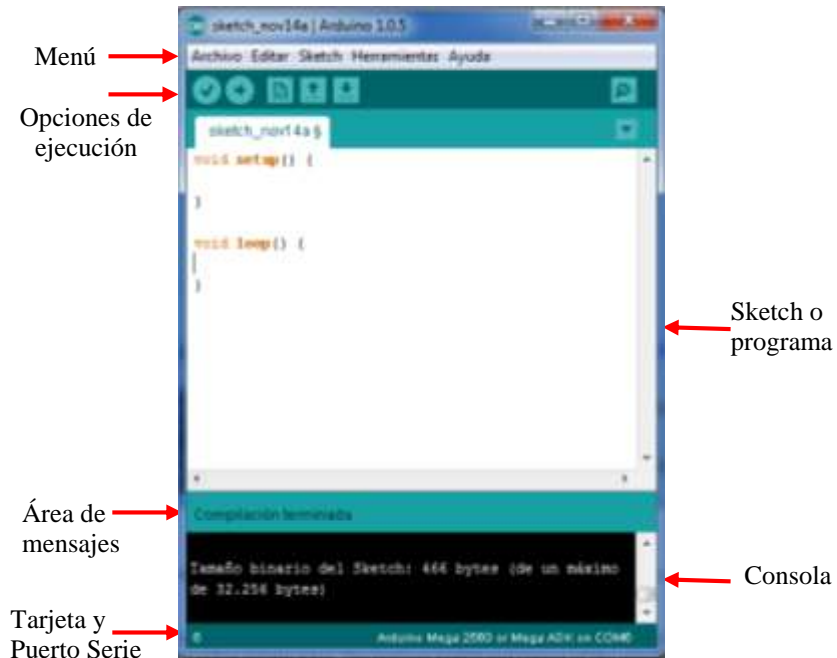 sketch_nov14a | Arduino 1.0.5
Menú
Archivo Editar Sketch Herramientas Ayuda
Opciones de
ejecución
sketch_nov14a §
void setup() {
}
void loop() {
}
Sketch o
programa
Área de
mensajes
Compilación terminada
Tamaño binario del Sketch: 466 bytes (de un máximo
de 32.256 bytes)
Consola
Tarjeta y
Puerto Serie
6
Arduino Mega 2560 or Mega ADK on COM6